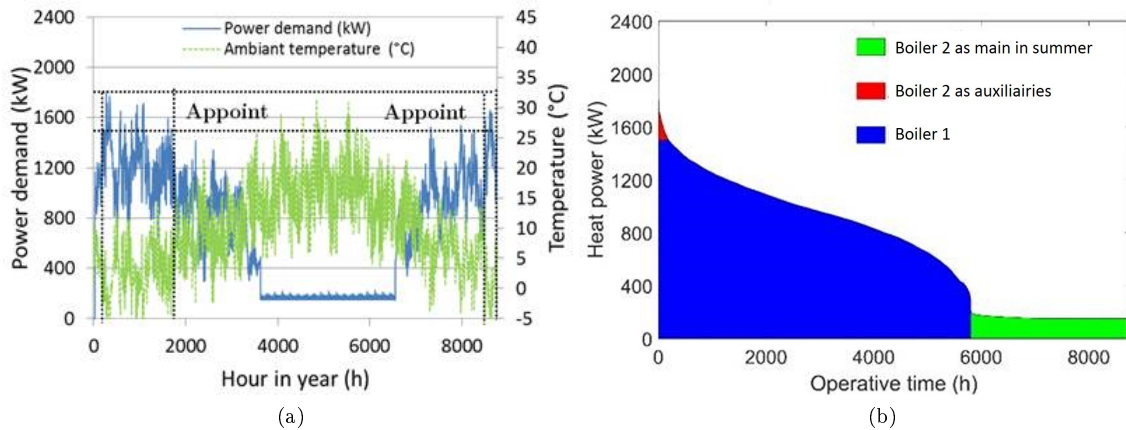 2400
2000
1600
1200
800
400
0
Power demand (kW)
Power demand (kW)
Ambiant temperature (°C)
Appoint
Appoint
45
40
35
30
25
20
15
10
5
0
-5
Temperature (°C)
0
2000
4000
6000
8000
Hour in year (h)
(a)
2400
2000
1600
1200
800
400
0
Heat power (kW)
Boiler 2 as main in summer
Boiler 2 as auxiliairies
Boiler 1
0
2000
4000
6000
8000
Operative time (h)
(b)